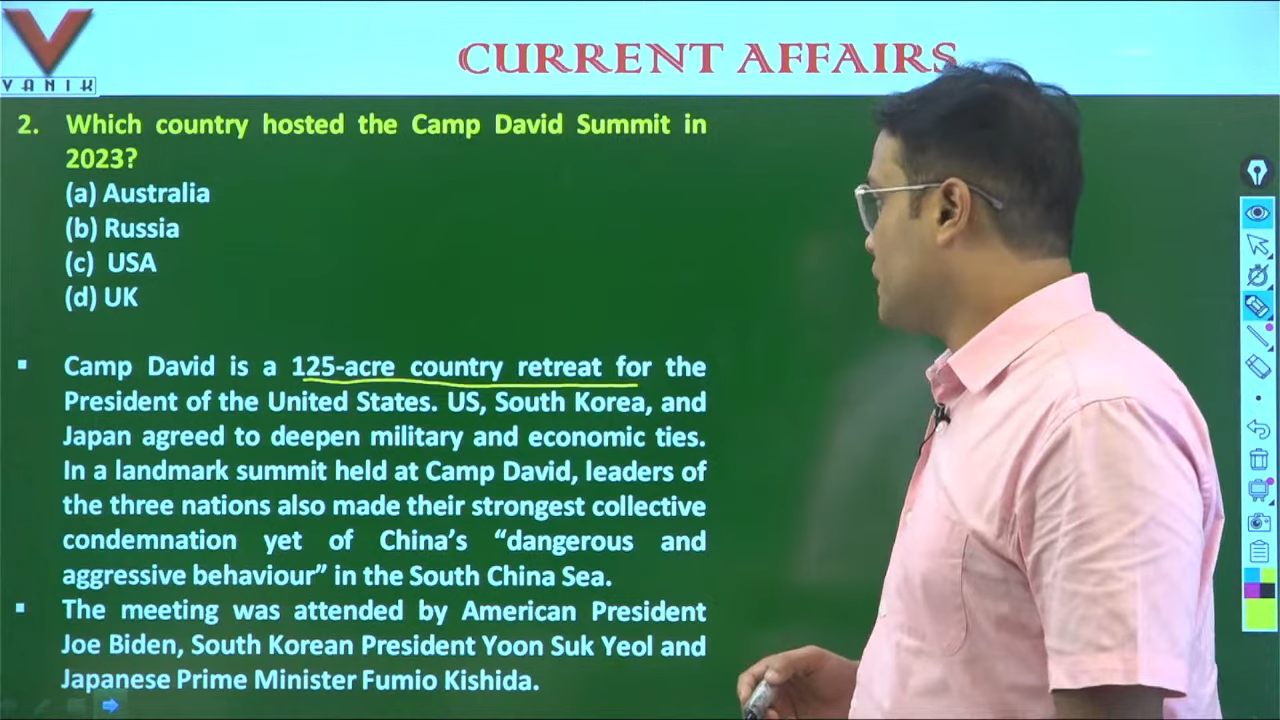 VANIK
CURRENT AFFAIRS
2. Which country hosted the Camp David Summit in
2023?
(a) Australia
(b) Russia
(c) USA
(d) UK
▪ Camp David is a 125-acre country retreat for the
President of the United States. US, South Korea, and
Japan agreed to deepen military and economic ties.
In a landmark summit held at Camp David, leaders of
the three nations also made their strongest collective
condemnation yet of China’s “dangerous and
aggressive behaviour” in the South China Sea.
▪ The meeting was attended by American President
Joe Biden, South Korean President Yoon Suk Yeol and
Japanese Prime Minister Fumio Kishida.